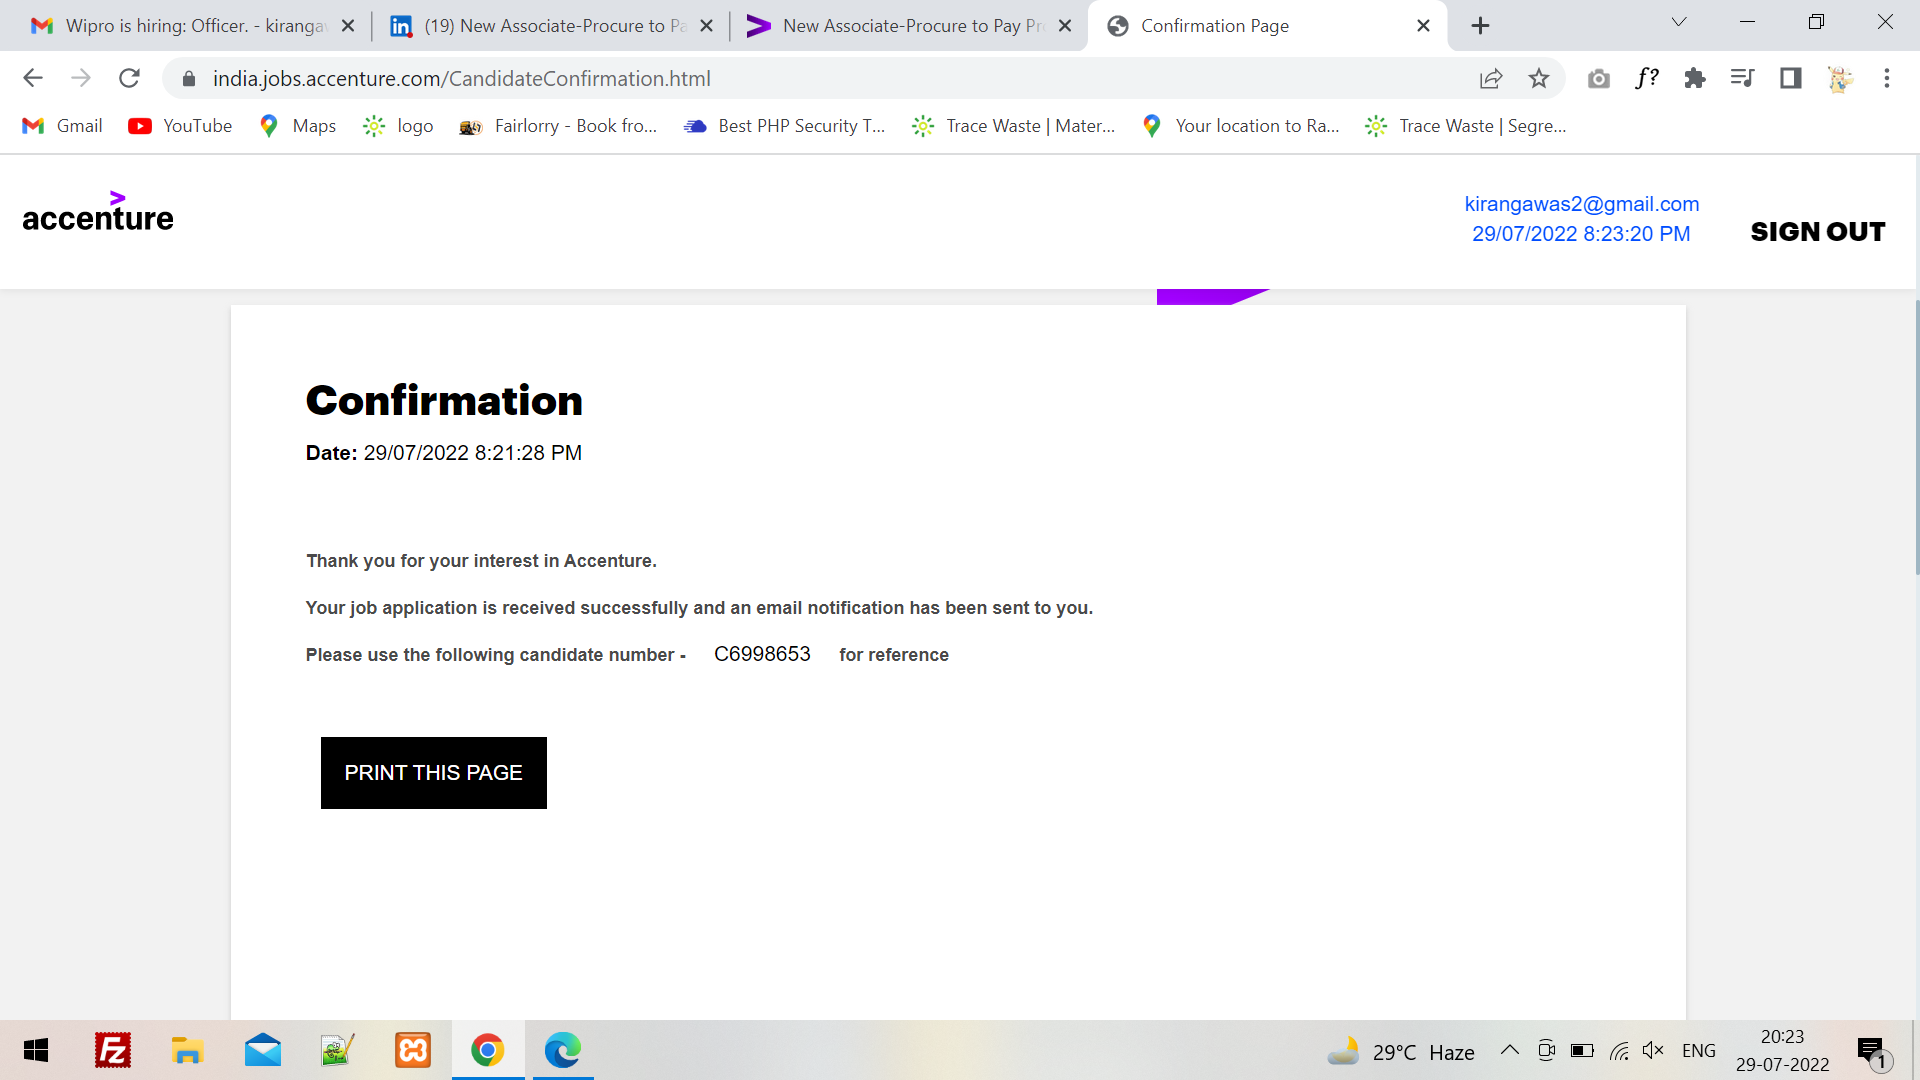 Wipro is hiring: Officer. - kirangaw
(19) New Associate-Procure to Pa
New Associate-Procure to Pay Pr
Confirmation Page
india.jobs.accenture.com/CandidateConfirmation.html
f?
Gmail
YouTube
Maps
logo
Fairlorry - Book fro...
Best PHP Security T...
Trace Waste | Mater...
Your location to Ra...
Trace Waste | Segre...
accenture
kirangawas2@gmail.com
29/07/2022 8:23:20 PM
SIGN OUT
Confirmation
Date: 29/07/2022 8:21:28 PM
Thank you for your interest in Accenture.
Your job application is received successfully and an email notification has been sent to you.
Please use the following candidate number - C6998653 for reference
PRINT THIS PAGE
29°C Haze
ENG
20:23
29-07-2022
1